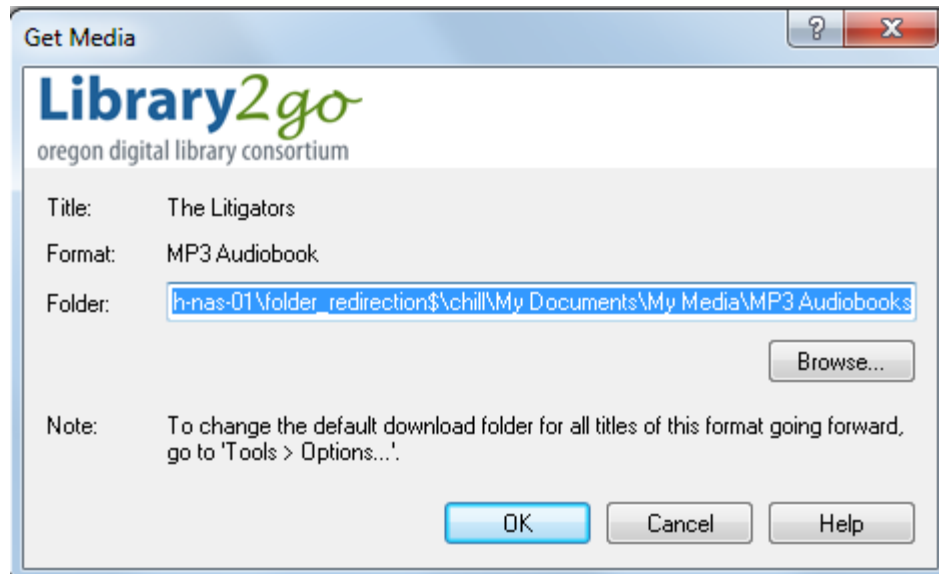 Get Media
Library2go
oregon digital library consortium
Title: The Litigators
Format: MP3 Audiobook
Folder: h-nas-01\folder_redirection$\chill\My Documents\My Media\MP3 Audiobooks
Browse...
Note: To change the default download folder for all titles of this format going forward,
go to 'Tools > Options...'.
OK Cancel Help